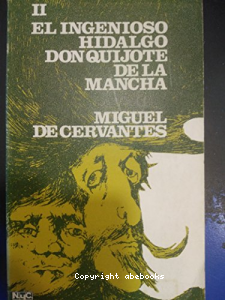 II
EL INGENIOSO
HIDALGO
DON QUIJOTE
DE LA
MANCHA
MIGUEL
DE CERVANTES
Copyright abebooks